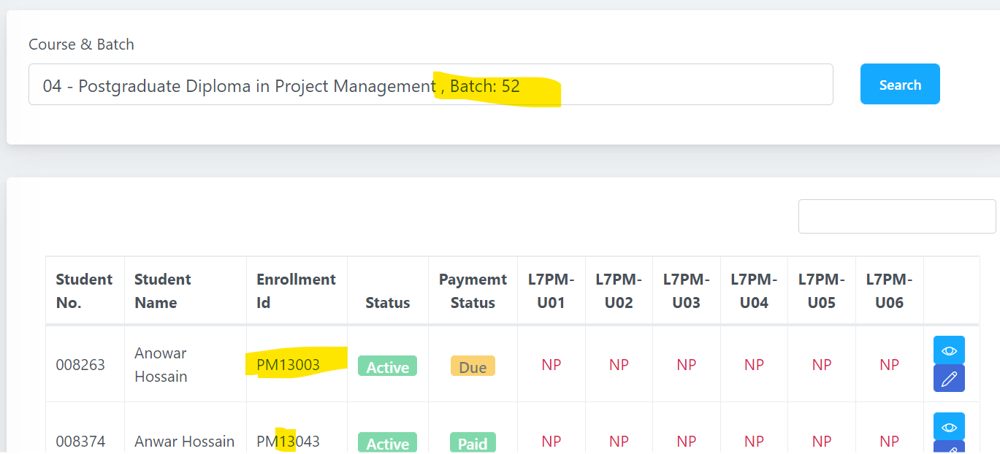 Course & Batch
04 - Postgraduate Diploma in Project Management , Batch: 52
Search
Student No.
Student Name
Enrollment Id
Status
Paymemt Status
L7PM-U01
L7PM-U02
L7PM-U03
L7PM-U04
L7PM-U05
L7PM-U06
008263 Anowar Hossain PM13003 Active Due NP NP NP NP NP NP
008374 Anwar Hossain PM13043 Active Paid NP NP NP NP NP NP